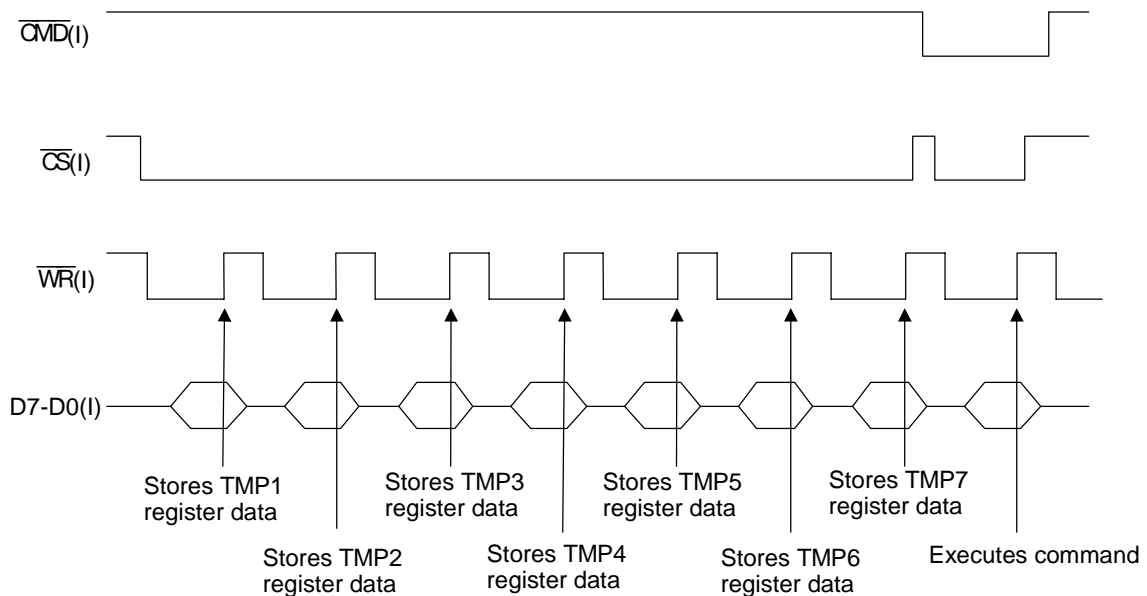 CMD(I)
CS(I)
WR(I)
D7-D0(I)
Stores TMP1
register data
Stores TMP3
register data
Stores TMP5
register data
Stores TMP7
register data
Stores TMP2
register data
Stores TMP4
register data
Stores TMP6
register data
Executes command